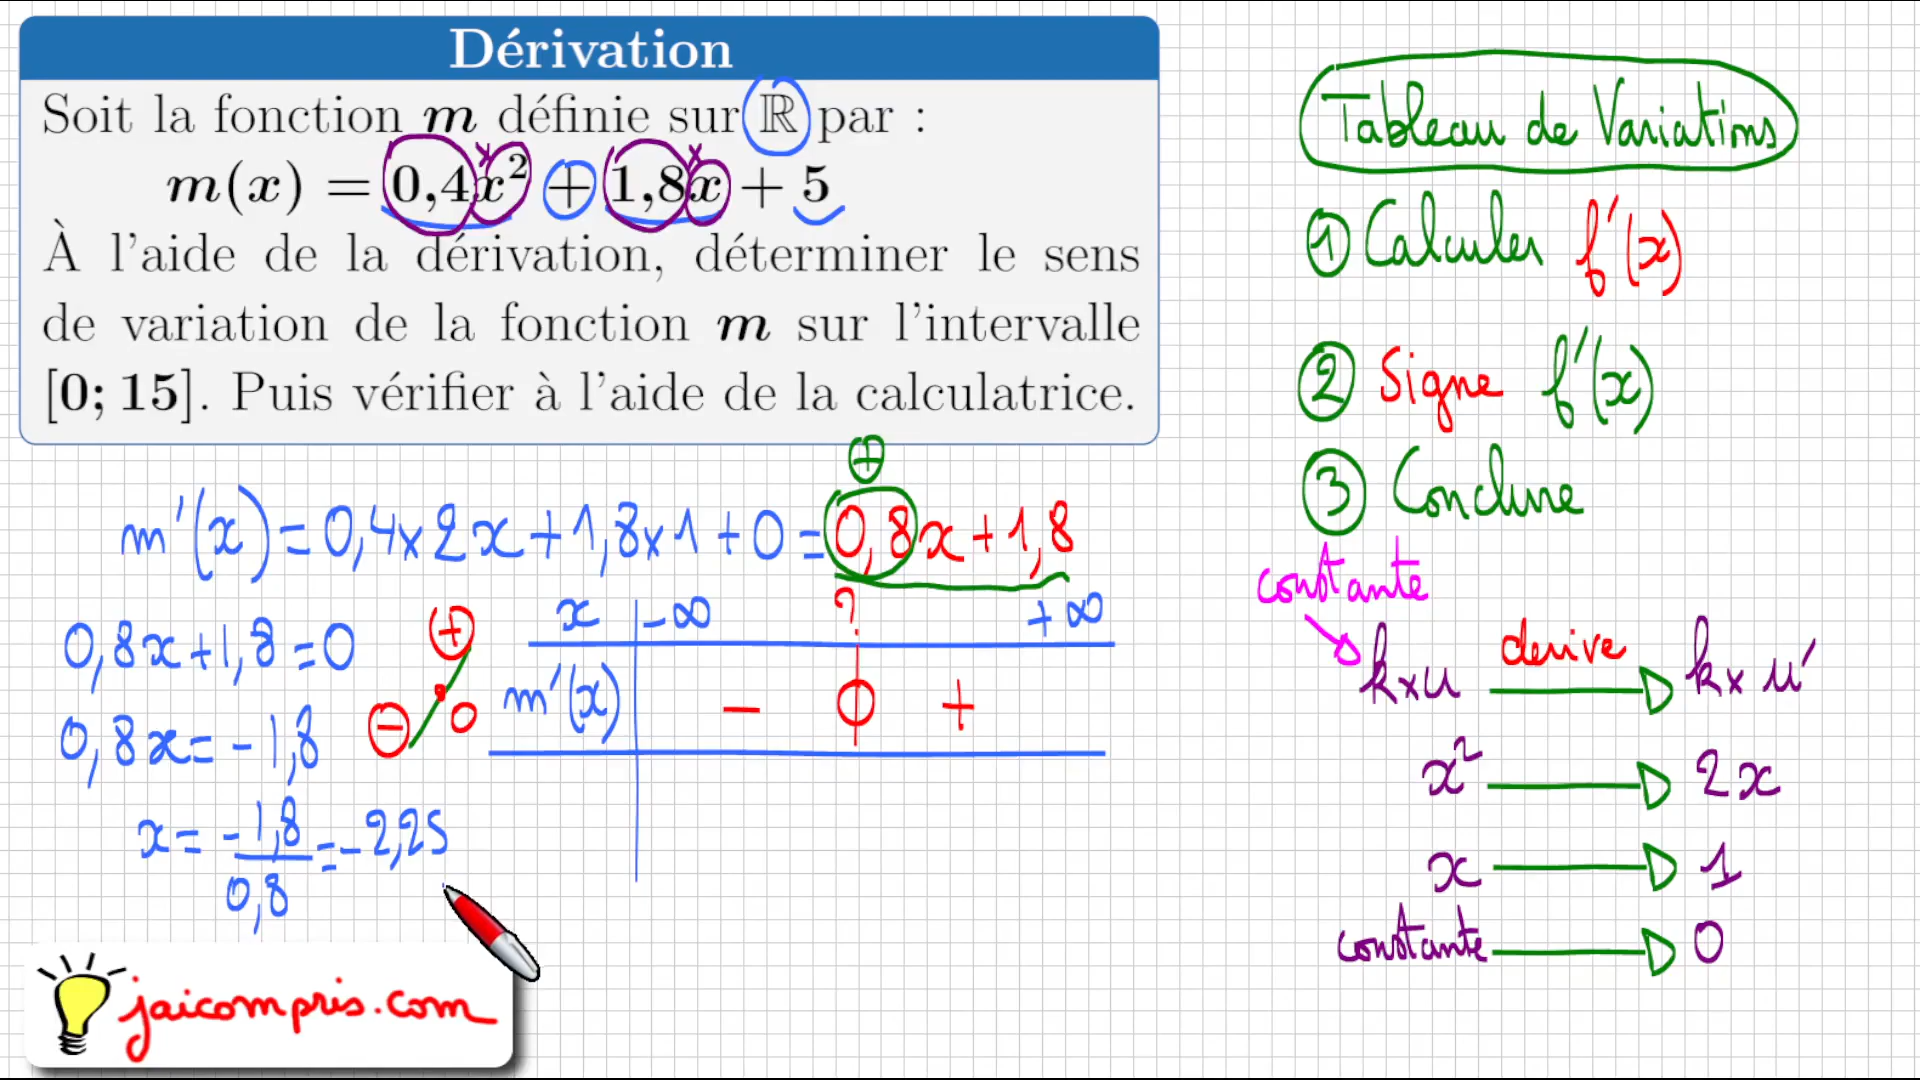 Dérivation
Soit la fonction m définie sur ℝ par :
m(x) = 0,4x² + 1,8x + 5
À l'aide de la dérivation, déterminer le sens
de variation de la fonction m sur l'intervalle
[0; 15]. Puis vérifier à l'aide de la calculatrice.
x x
+
m'(x) = 0,4×2x + 1,8×1 + 0 = 0,8x + 1,8
0,8x + 1,8 = 0
0,8x = -1,8
x = -1,8/0,8 = -2,25
+
- 0
x -∞ ? +∞
m'(x) - 0 +
jaicompris.com
Tableau de Variations
① Calculer f'(x)
② Signe f'(x)
③ Conclure
constante
k×u derive k×u'
x² 2x
x 1
constante 0